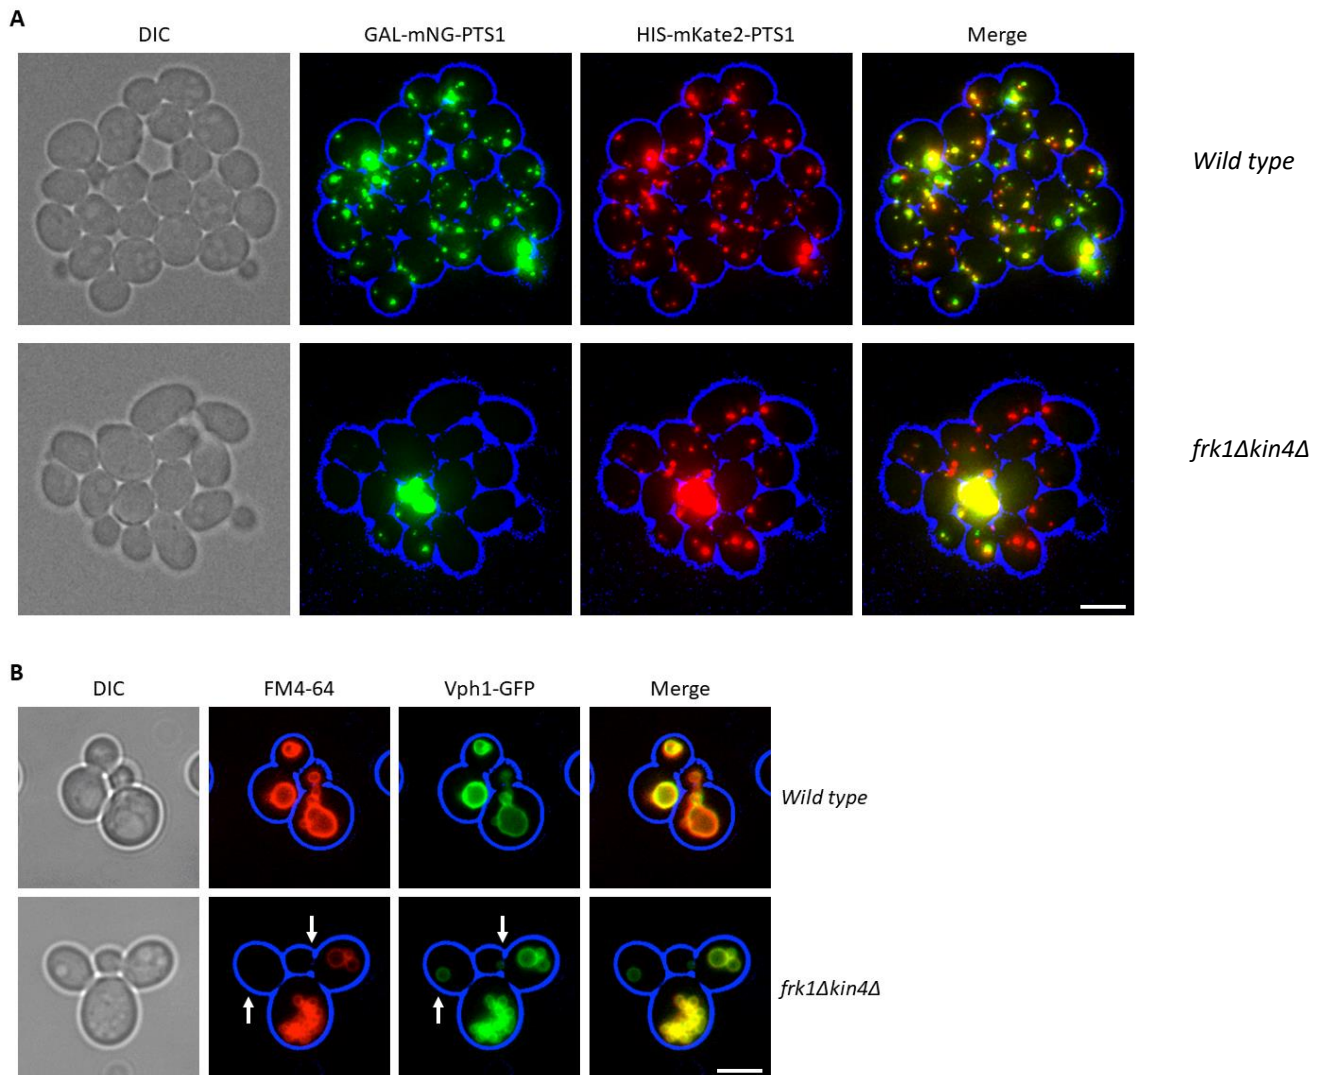 A
DIC GAL-mNG-PTS1 HIS-mKate2-PTS1 Merge
Wild type
frk1Δkin4Δ
B
DIC FM4-64 Vph1-GFP Merge
Wild type
frk1Δkin4Δ